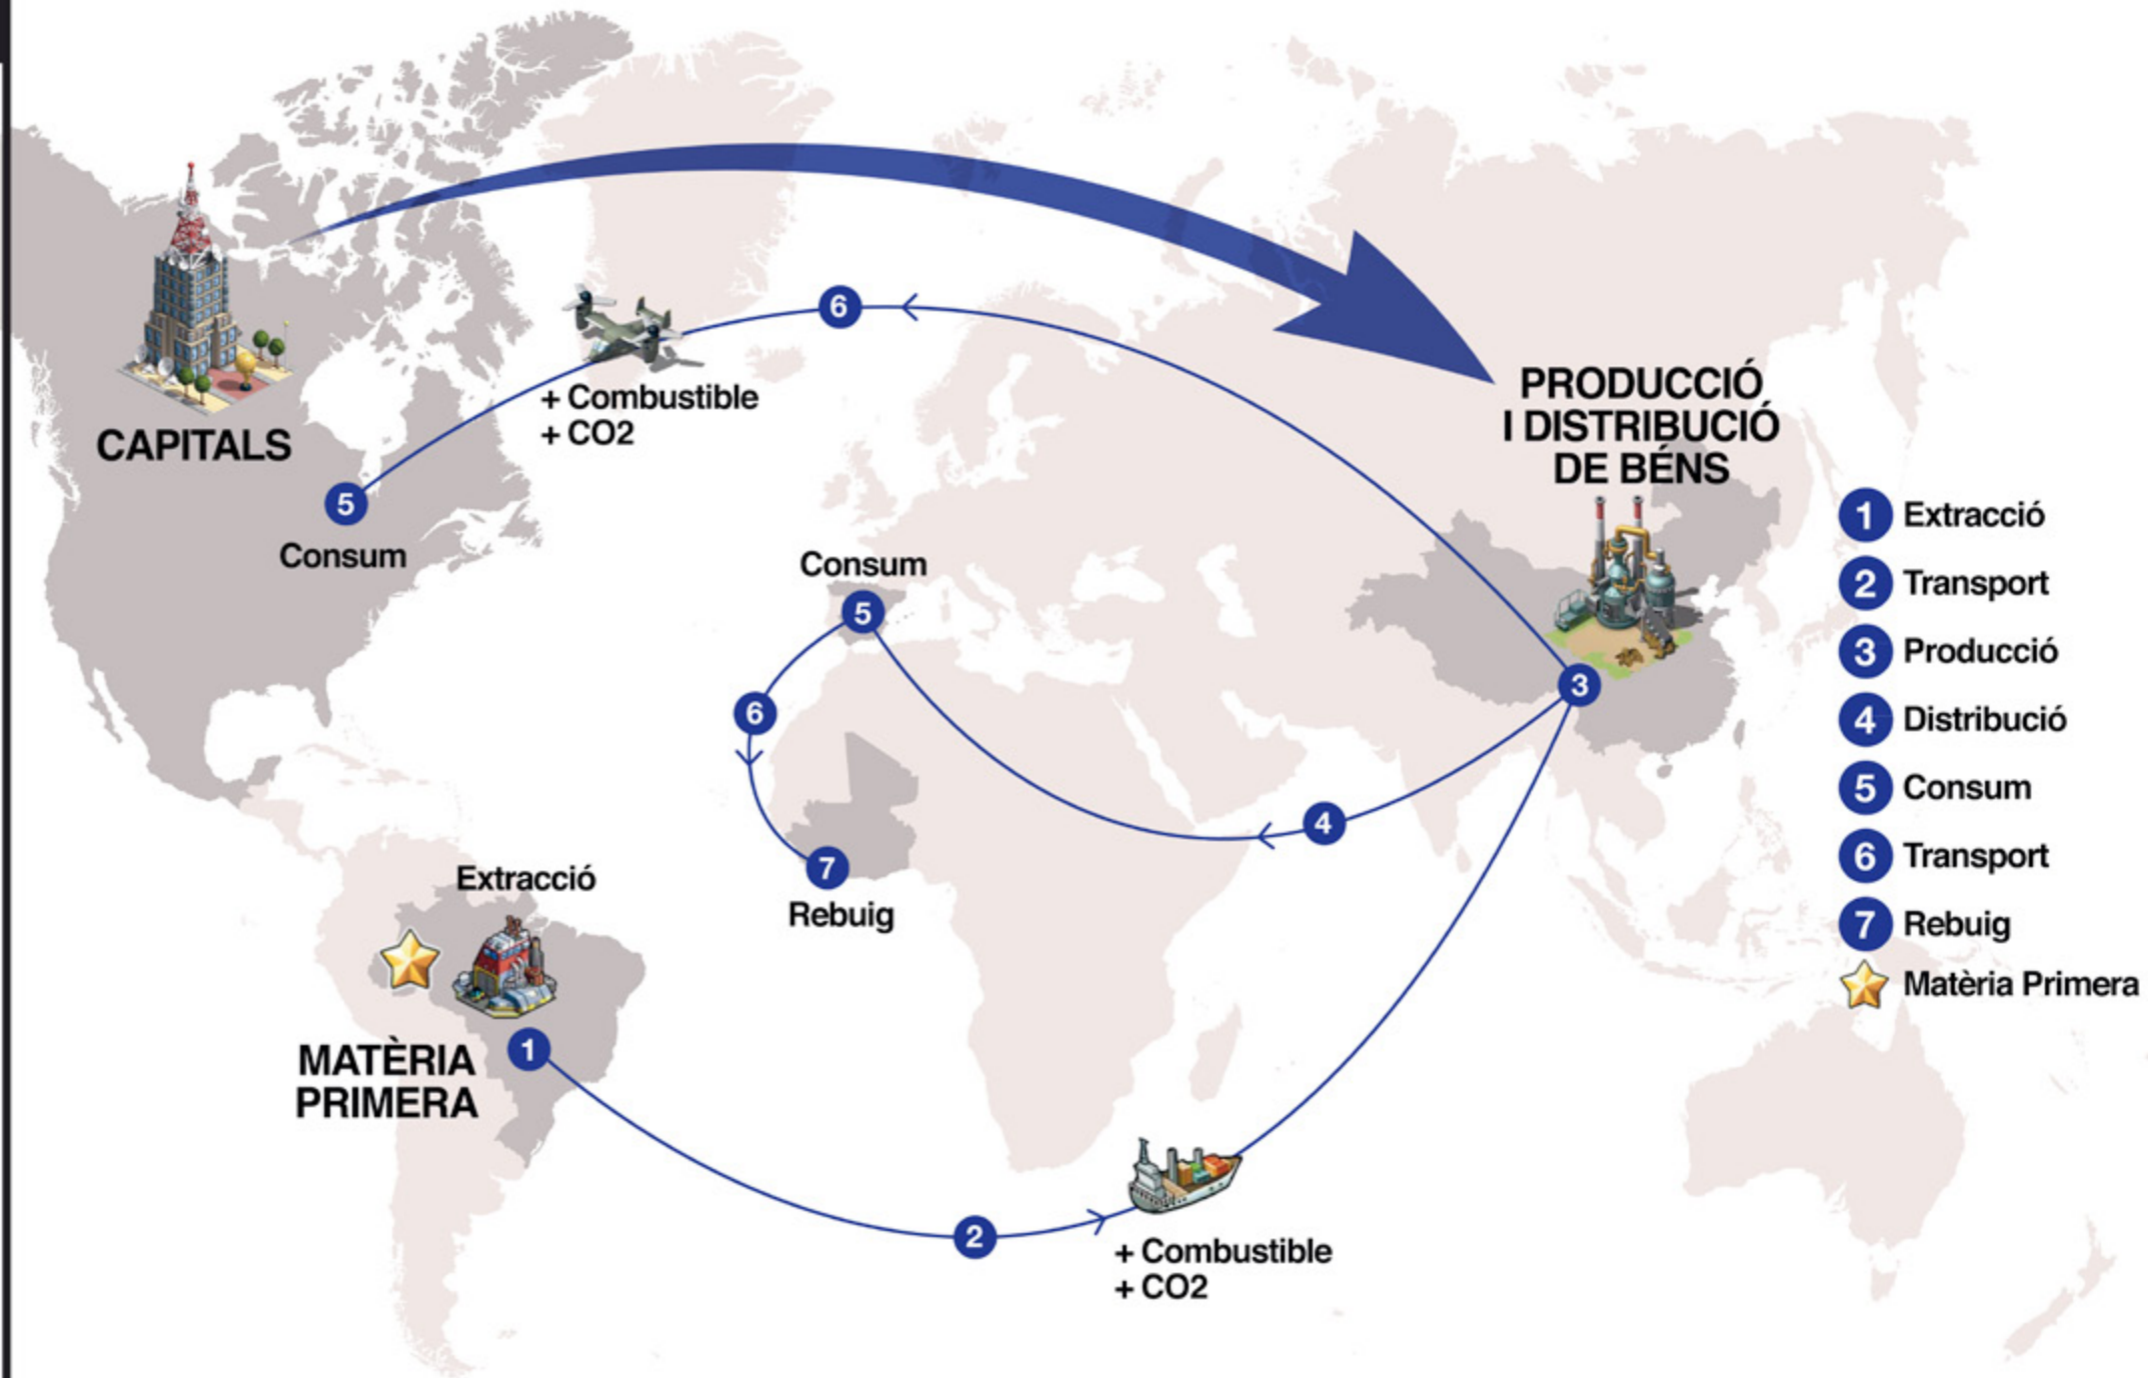 6
CAPITALS
+ Combustible
+ CO2
5
Consum
PRODUCCIÓ
I DISTRIBUCIÓ
DE BÉNS
Consum
5
6
3
4
7
Rebuig
Extracció
MATÈRIA
PRIMERA
1
2
+ Combustible
+ CO2
1 Extracció
2 Transport
3 Producció
4 Distribució
5 Consum
6 Transport
7 Rebuig
Matèria Primera